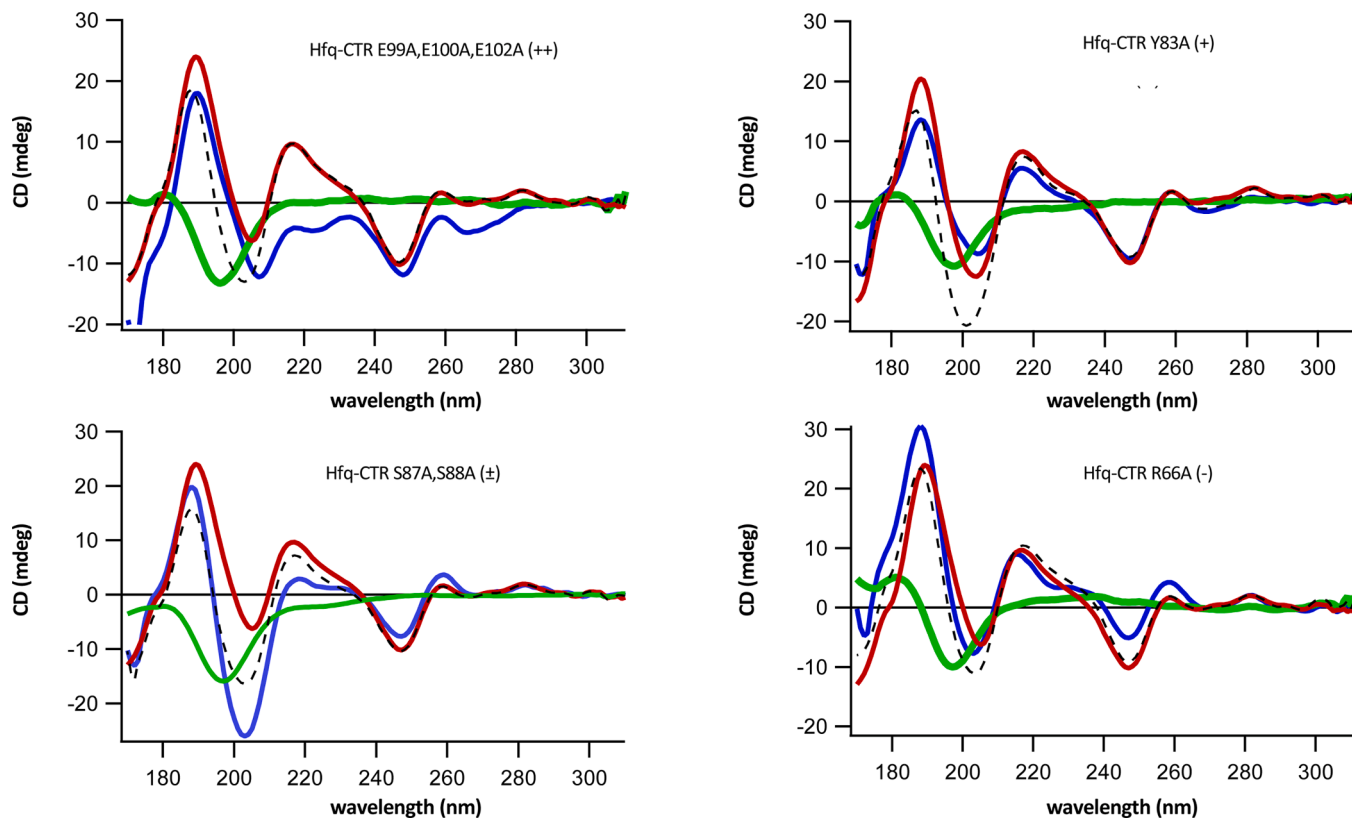 Hfq-CTR E99A,E100A,E102A (++)
30
20
10
0
-10
-20
CD (mdeg)
180 200 220 240 260 280 300
wavelength (nm)
Hfq-CTR Y83A (+)
30
20
10
0
-10
-20
CD (mdeg)
180 200 220 240 260 280 300
wavelength (nm)
Hfq-CTR S87A,S88A (±)
30
20
10
0
-10
-20
CD (mdeg)
180 200 220 240 260 280 300
wavelength (nm)
Hfq-CTR R66A (-)
30
20
10
0
-10
-20
CD (mdeg)
180 200 220 240 260 280 300
wavelength (nm)